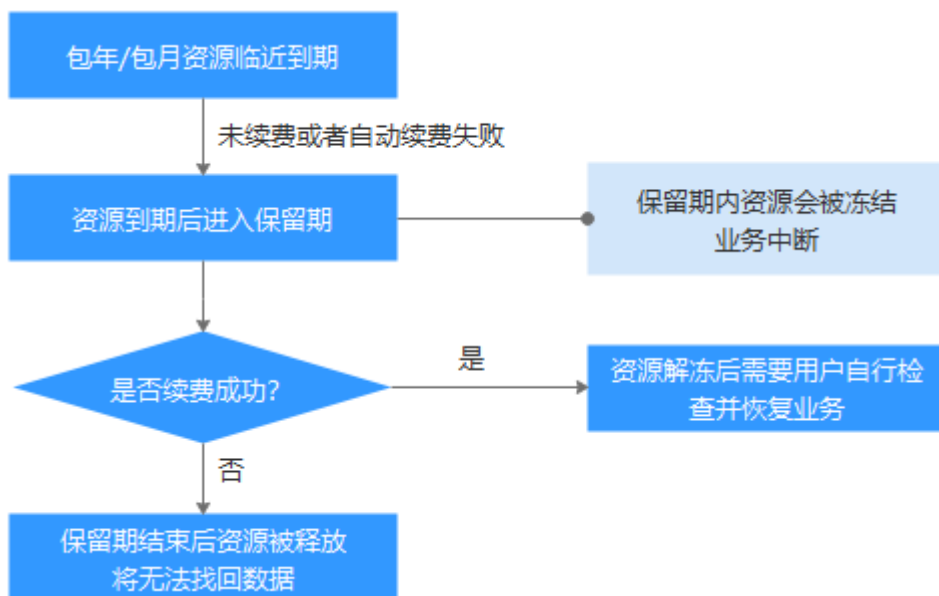 包年/包月资源临近到期
未续费或者自动续费失败
资源到期后进入保留期
保留期内资源会被冻结
业务中断
是否续费成功?
是
资源解冻后需要用户自行检
查并恢复业务
否
保留期结束后资源被释放
将无法找回数据